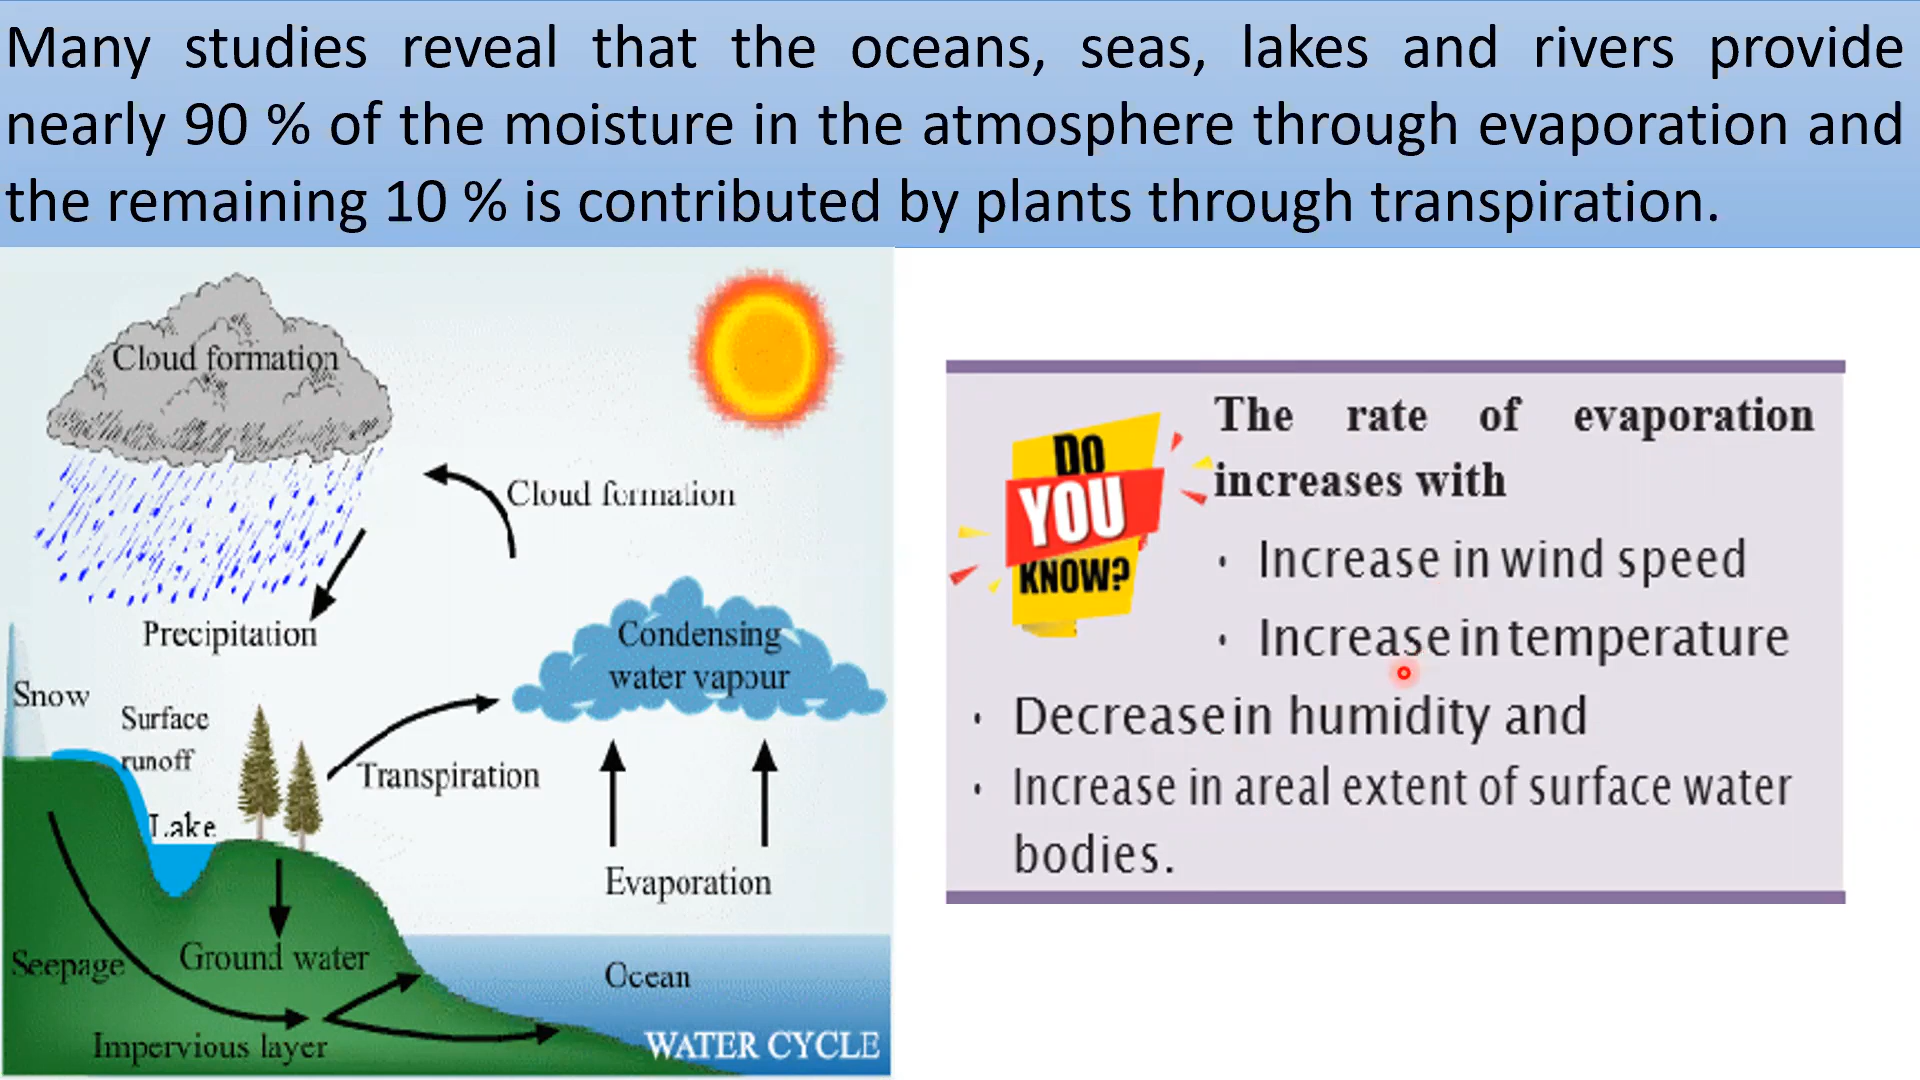 Many studies reveal that the oceans, seas, lakes and rivers provide
nearly 90 % of the moisture in the atmosphere through evaporation and
the remaining 10 % is contributed by plants through transpiration.
Cloud formation
Cloud formation
Precipitation
Condensing
water vapour
Snow
Surface
runoff
Transpiration
Lake
Evaporation
Seepage
Ground water
Ocean
Impervious layer
WATER CYCLE
DO
YOU
KNOW?
The rate of evaporation
increases with
• Increase in wind speed
• Increase in temperature
• Decrease in humidity and
• Increase in areal extent of surface water
bodies.